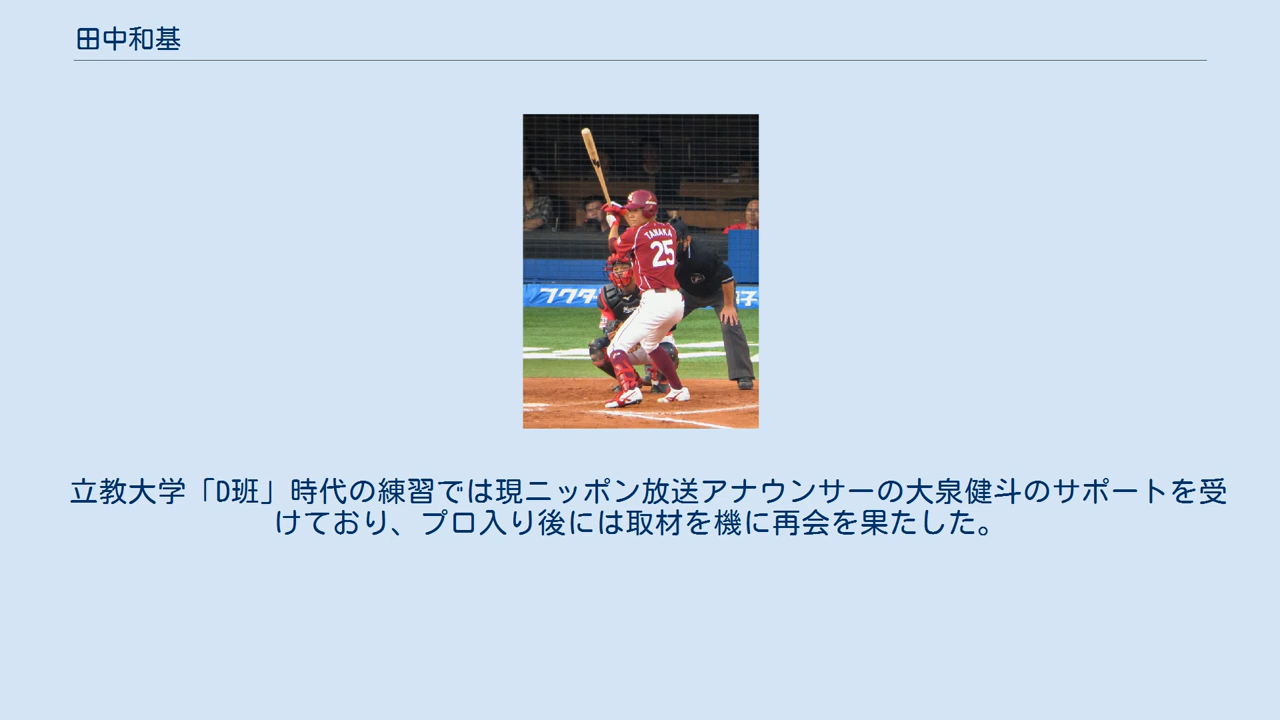 田中和基
TANAKA
25
フクダ
立教大学「D班」時代の練習では現ニッポン放送アナウンサーの大泉健斗のサポートを受
けており、プロ入り後には取材を機に再会を果たした。